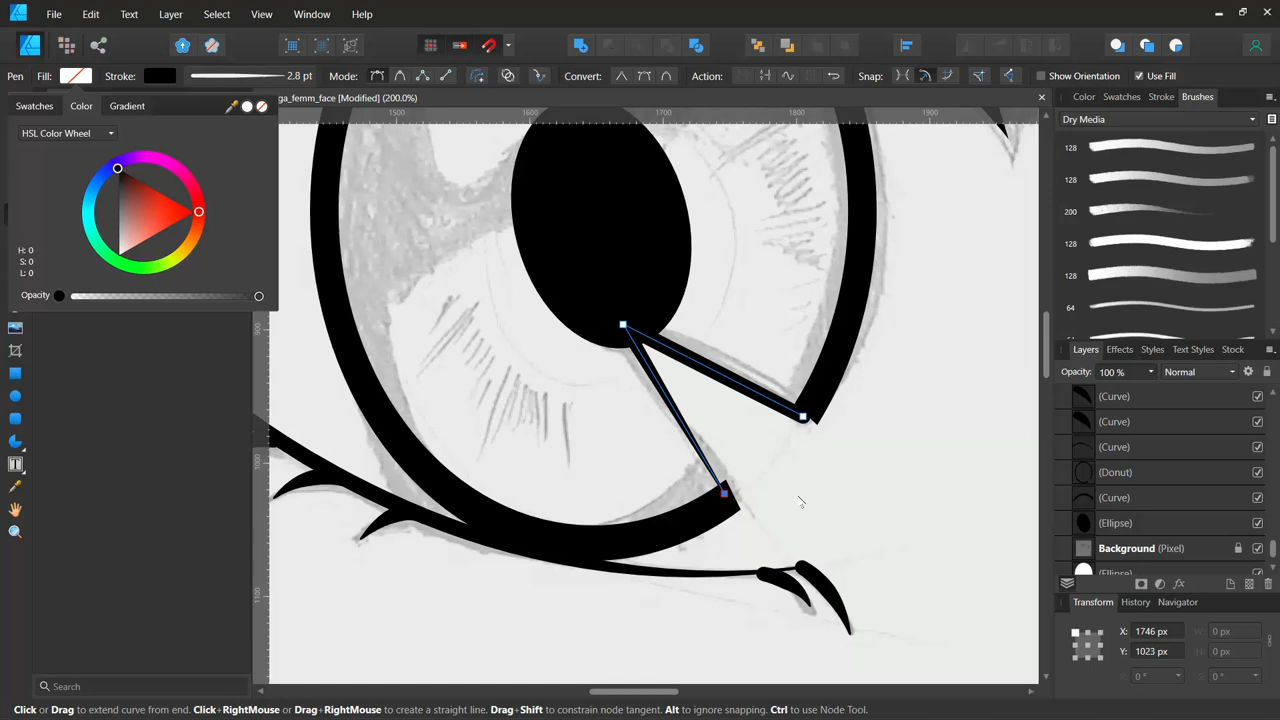 File Edit Text Layer Select View Window Help
Pen Fill: Stroke: 2.8 pt Mode: Convert: Action: Snap: Show Orientation Use Fill
Swatches Color Gradient
ga_femm_face [Modified] (200.0%)
Color Swatches Stroke Brushes
HSL Color Wheel
1500 1600 1700 1800 1900
Dry Media
128
128
200
128
128
64
H: 0
S: 0
L: 0
Opacity
900
1000
1100
Layers Effects Styles Text Styles Stock
Opacity: 100 % Normal
(Curve)
(Curve)
(Curve)
(Donut)
(Curve)
(Ellipse)
Background (Pixel)
(Ellipse)
Transform History Navigator
X: 1746 px W: 0 px
Y: 1023 px H: 0 px
R: 0 ° S: 0 °
Search
Click or Drag to extend curve from end. Click+RightMouse or Drag+RightMouse to create a straight line. Drag+Shift to constrain node tangent. Alt to ignore snapping. Ctrl to use Node Tool.